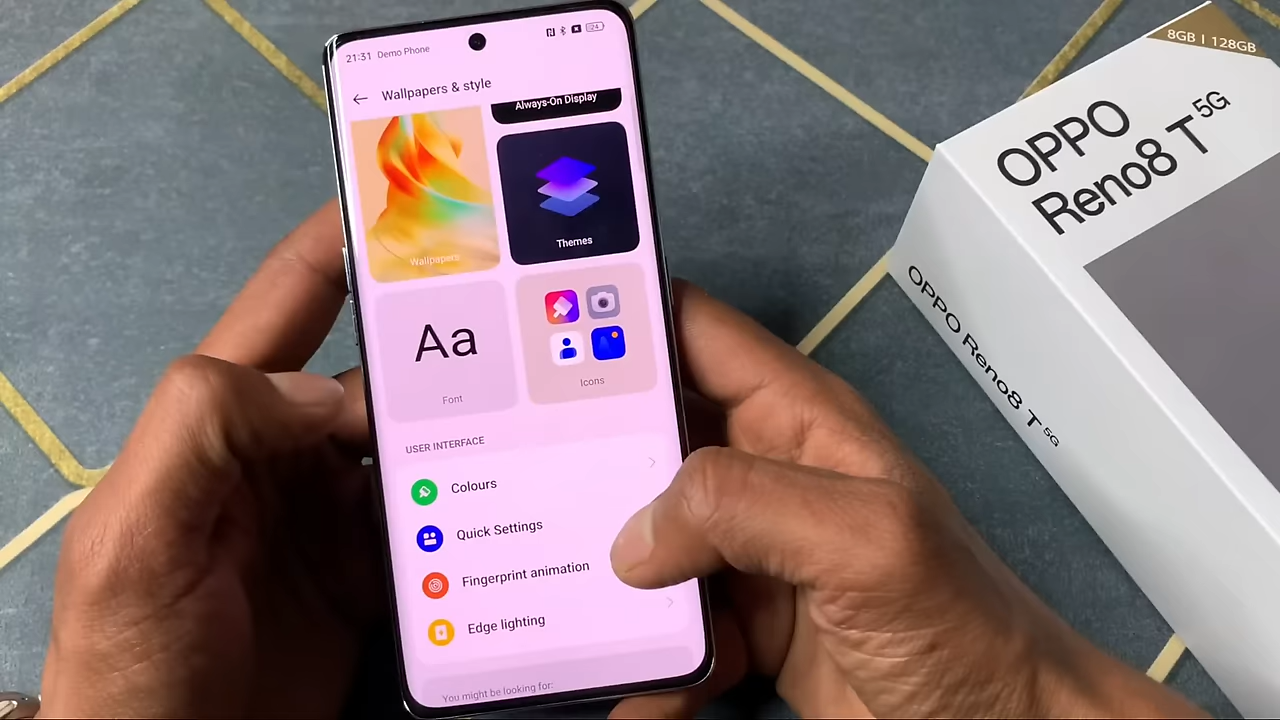 21:31 Demo Phone
24
Wallpapers & style
Always-On Display
Wallpapers
Themes
Aa
Font
Icons
USER INTERFACE
Colours
Quick Settings
Fingerprint animation
Edge lighting
You might be looking for:
8GB | 128GB
OPPO
Reno8 T 5G
OPPO Reno8 T 5G